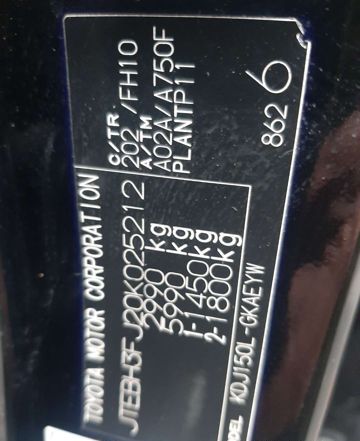 TOYOTA MOTOR CORPORATION
JTEBH3FJ20K025212
2990 kg
5990 kg
1-1450kg
2-1800kg
KDJ150L-GKAEYW
C/TR
202 /FH10
A/TM
A02A/A750F
PLANTP11
862 6